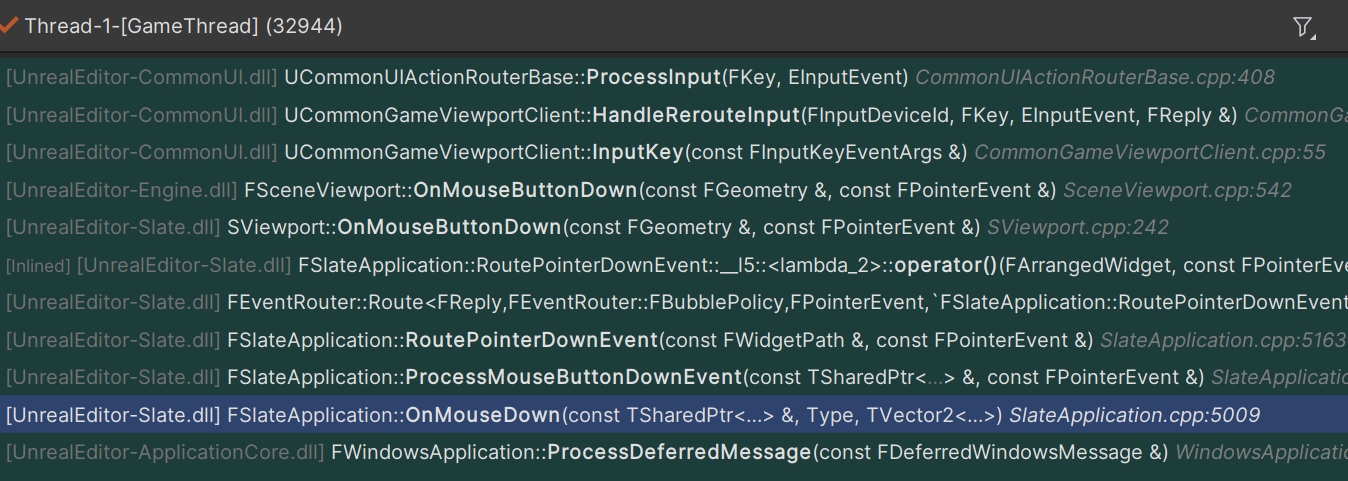 Thread-1-[GameThread] (32944)
[UnrealEditor-CommonUI.dll] UCommonUIActionRouterBase::ProcessInput(FKey, EInputEvent) CommonUIActionRouterBase.cpp:408
[UnrealEditor-CommonUI.dll] UCommonGameViewportClient::HandleRerouteInput(FInputDeviceId, FKey, EInputEvent, FReply &) CommonGa
[UnrealEditor-CommonUI.dll] UCommonGameViewportClient::InputKey(const FInputKeyEventArgs &) CommonGameViewportClient.cpp:55
[UnrealEditor-Engine.dll] FSceneViewport::OnMouseButtonDown(const FGeometry &, const FPointerEvent &) SceneViewport.cpp:542
[UnrealEditor-Slate.dll] SViewport::OnMouseButtonDown(const FGeometry &, const FPointerEvent &) SViewport.cpp:242
[Inlined] [UnrealEditor-Slate.dll] FSlateApplication::RoutePointerDownEvent::__l5::<lambda_2>::operator()(FArrangedWidget, const FPointerEve
[UnrealEditor-Slate.dll] FEventRouter::Route<FReply,FEventRouter::FBubblePolicy,FPointerEvent,`FSlateApplication::RoutePointerDownEvent
[UnrealEditor-Slate.dll] FSlateApplication::RoutePointerDownEvent(const FWidgetPath &, const FPointerEvent &) SlateApplication.cpp:5163
[UnrealEditor-Slate.dll] FSlateApplication::ProcessMouseButtonDownEvent(const TSharedPtr<...> &, const FPointerEvent &) SlateApplicatio
[UnrealEditor-Slate.dll] FSlateApplication::OnMouseDown(const TSharedPtr<...> &, Type, TVector2<...>) SlateApplication.cpp:5009
[UnrealEditor-ApplicationCore.dll] FWindowsApplication::ProcessDeferredMessage(const FDeferredWindowsMessage &) WindowsApplicatio